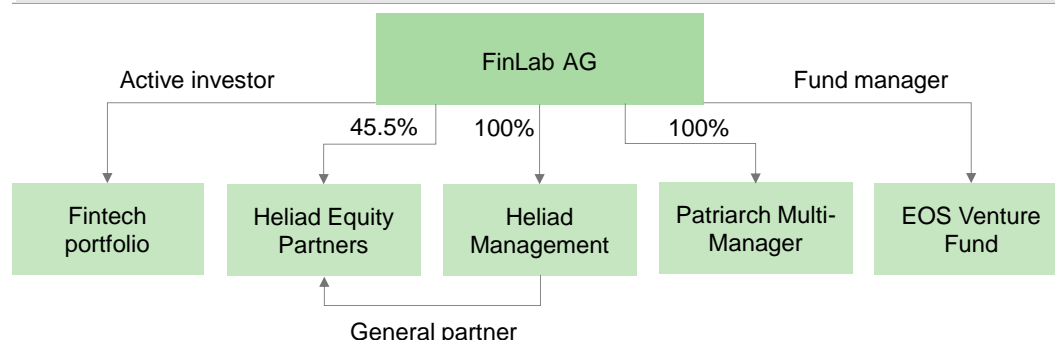 FinLab AG
Active investor
Fund manager
45.5%
100%
100%
Fintech
portfolio
Heliad Equity
Partners
Heliad
Management
Patriarch Multi-
Manager
EOS Venture
Fund
General partner